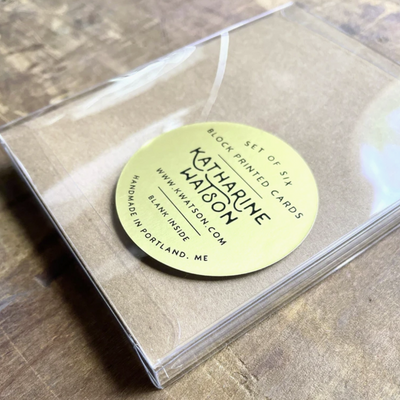 SET OF SIX
BLOCK PRINTED CARDS
KATHARINE
WATSON
WWW.KWATSON.COM
BLANK INSIDE
HANDMADE IN PORTLAND, ME